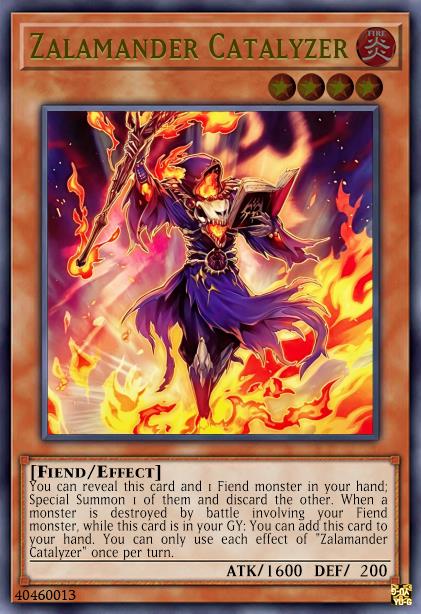 ZALAMANDER CATALYZER
FIRE
炎
[FIEND/EFFECT]
You can reveal this card and 1 Fiend monster in your hand;
Special Summon 1 of them and discard the other. When a
monster is destroyed by battle involving your Fiend
monster, while this card is in your GY: You can add this card to
your hand. You can only use each effect of "Zalamander
Catalyzer" once per turn.
ATK/1600 DEF/ 200
40460013